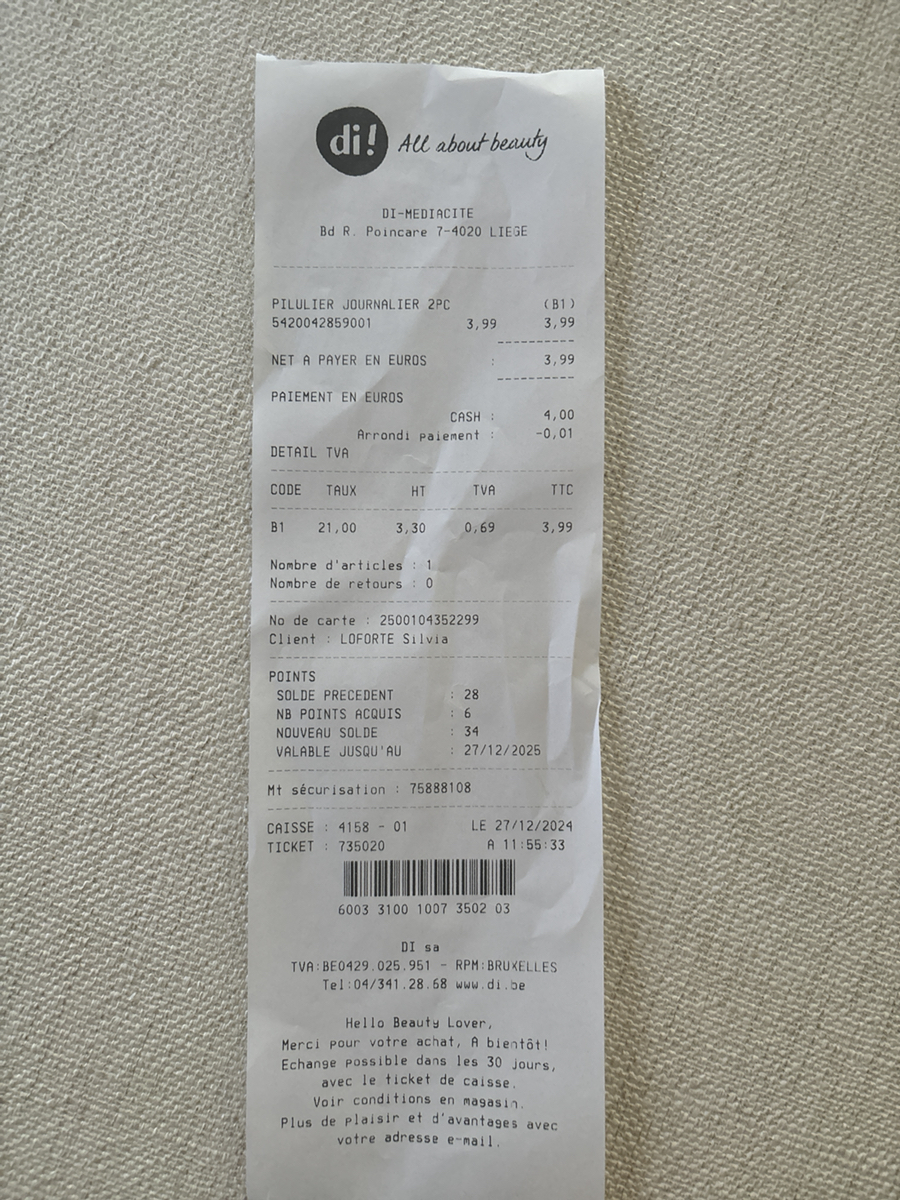 di! All about beauty
DI-MEDIACITE
Bd R. Poincare 7-4020 LIEGE
PILULIER JOURNALIER 2PC (B1)
5420042859001 3,99 3,99
NET A PAYER EN EUROS : 3,99
PAIEMENT EN EUROS
CASH : 4,00
Arrondi paiement : -0,01
DETAIL TVA
CODE TAUX HT TVA TTC
B1 21,00 3,30 0,69 3,99
Nombre d'articles : 1
Nombre de retours : 0
No de carte : 2500104352299
Client : LOFORTE Silvia
POINTS
SOLDE PRECEDENT : 28
NB POINTS ACQUIS : 6
NOUVEAU SOLDE : 34
VALABLE JUSQU'AU : 27/12/2025
Mt sécurisation : 75888108
CAISSE : 4158 - 01 LE 27/12/2024
TICKET : 735020 A 11:55:33
6003 3100 1007 3502 03
DI sa
TVA:BE0429.025.951 - RPM:BRUXELLES
Tel:04/341.28.68 www.di.be
Hello Beauty Lover,
Merci pour votre achat, A bientôt!
Echange possible dans les 30 jours,
avec le ticket de caisse.
Voir conditions en magasin.
Plus de plaisir et d'avantages avec
votre adresse e-mail.